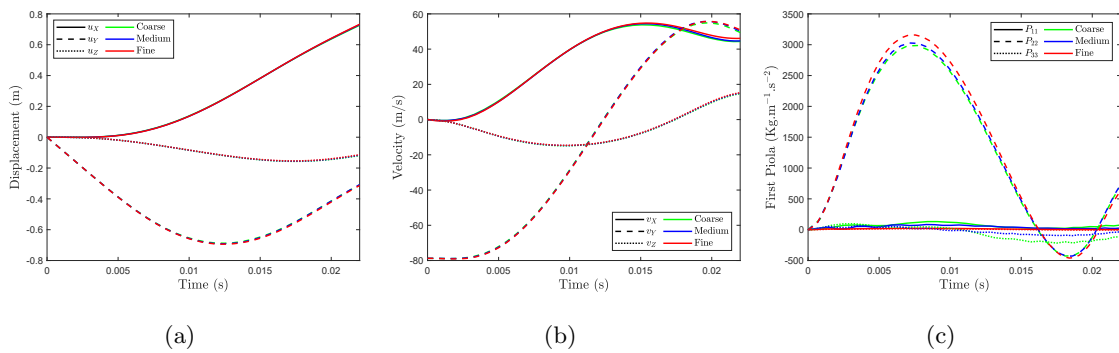 0.8
0.6
0.4
0.2
0
-0.2
-0.4
-0.6
-0.8
0 0.005 0.01 0.015 0.02
Displacement (m)
Time (s)
u_X Coarse
u_Y Medium
u_Z Fine
(a)
60
40
20
0
-20
-40
-60
-80
0 0.005 0.01 0.015 0.02
Velocity (m/s)
Time (s)
v_X Coarse
v_Y Medium
v_Z Fine
(b)
3500
3000
2500
2000
1500
1000
500
0
-500
0 0.005 0.01 0.015 0.02
First Piola (Kg.m⁻¹.s⁻²)
Time (s)
P₁₁ Coarse
P₂₂ Medium
P₃₃ Fine
(c)